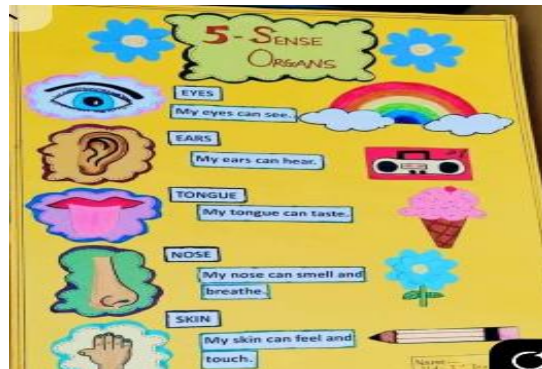 5-SENSE
ORGANS
EYES
My eyes can see.
EARS
My ears can hear.
TONGUE
My tongue can taste.
NOSE
My nose can smell and
breathe.
SKIN
My skin can feel and
touch.
Name-